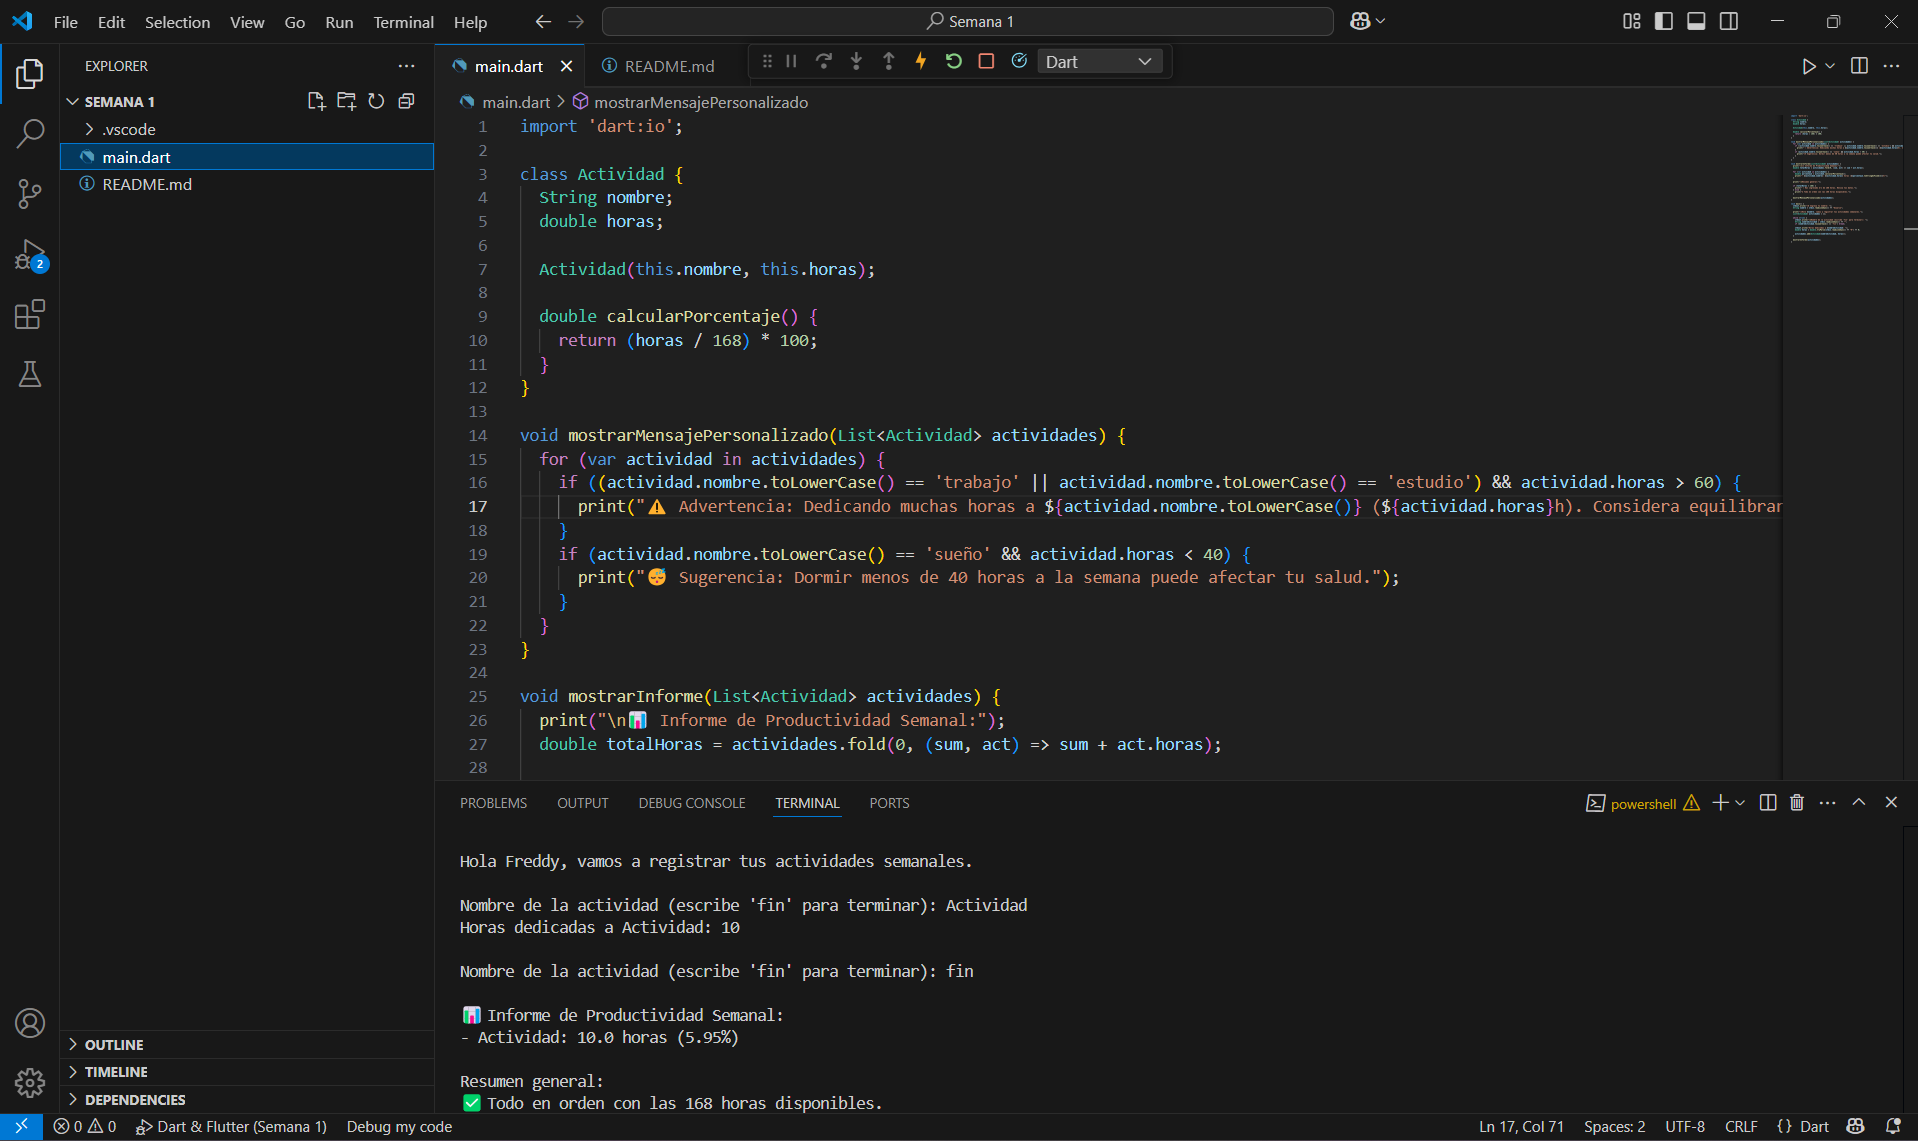 File Edit Selection View Go Run Terminal Help
Semana 1
EXPLORER
SEMANA 1
.vscode
main.dart
README.md
2
OUTLINE
TIMELINE
DEPENDENCIES
main.dart
README.md
Dart
main.dart > mostrarMensajePersonalizado
1 import 'dart:io';
2
3 class Actividad {
4 String nombre;
5 double horas;
6
7 Actividad(this.nombre, this.horas);
8
9 double calcularPorcentaje() {
10 return (horas / 168) * 100;
11 }
12 }
13
14 void mostrarMensajePersonalizado(List<Actividad> actividades) {
15 for (var actividad in actividades) {
16 if ((actividad.nombre.toLowerCase() == 'trabajo' || actividad.nombre.toLowerCase() == 'estudio') && actividad.horas > 60) {
17 print("⚠️ Advertencia: Dedicando muchas horas a ${actividad.nombre.toLowerCase()} (${actividad.horas}h). Considera equilibrar
18 }
19 if (actividad.nombre.toLowerCase() == 'sueño' && actividad.horas < 40) {
20 print("😴 Sugerencia: Dormir menos de 40 horas a la semana puede afectar tu salud.");
21 }
22 }
23 }
24
25 void mostrarInforme(List<Actividad> actividades) {
26 print("\n📊 Informe de Productividad Semanal:");
27 double totalHoras = actividades.fold(0, (sum, act) => sum + act.horas);
28
PROBLEMS OUTPUT DEBUG CONSOLE TERMINAL PORTS
powershell
Hola Freddy, vamos a registrar tus actividades semanales.
Nombre de la actividad (escribe 'fin' para terminar): Actividad
Horas dedicadas a Actividad: 10
Nombre de la actividad (escribe 'fin' para terminar): fin
📊 Informe de Productividad Semanal:
- Actividad: 10.0 horas (5.95%)
Resumen general:
✅ Todo en orden con las 168 horas disponibles.
0 0 Dart & Flutter (Semana 1) Debug my code
Ln 17, Col 71 Spaces: 2 UTF-8 CRLF {} Dart